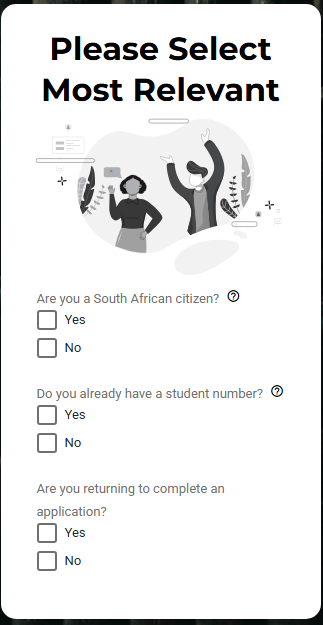 Please Select
Most Relevant
Are you a South African citizen?
Yes
No
Do you already have a student number?
Yes
No
Are you returning to complete an
application?
Yes
No